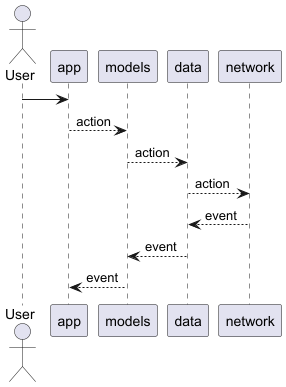 User app models data network
action
action
action
event
event
event
User app models data network